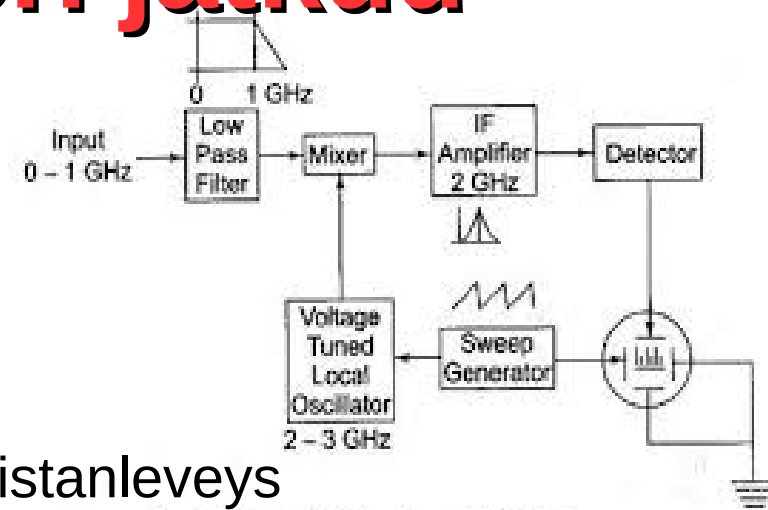 jatkuu
0
1 GHz
Input
0 – 1 GHz
Low
Pass
Filter
Mixer
IF
Amplifier
2 GHz
Detector
Voltage
Tuned
Local
Oscillator
2 – 3 GHz
Sweep
Generator
istanleveys